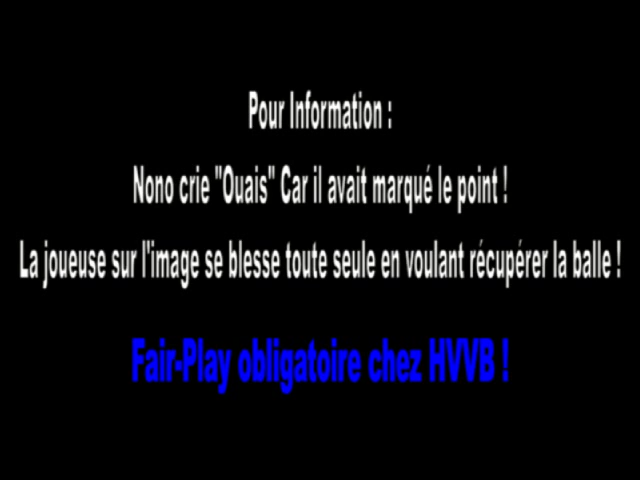 Pour Information :
Nono crie "Ouais" Car il avait marqué le point !
La joueuse sur l'image se blesse toute seule en voulant récupérer la balle !
Fair-Play obligatoire chez HVVB !